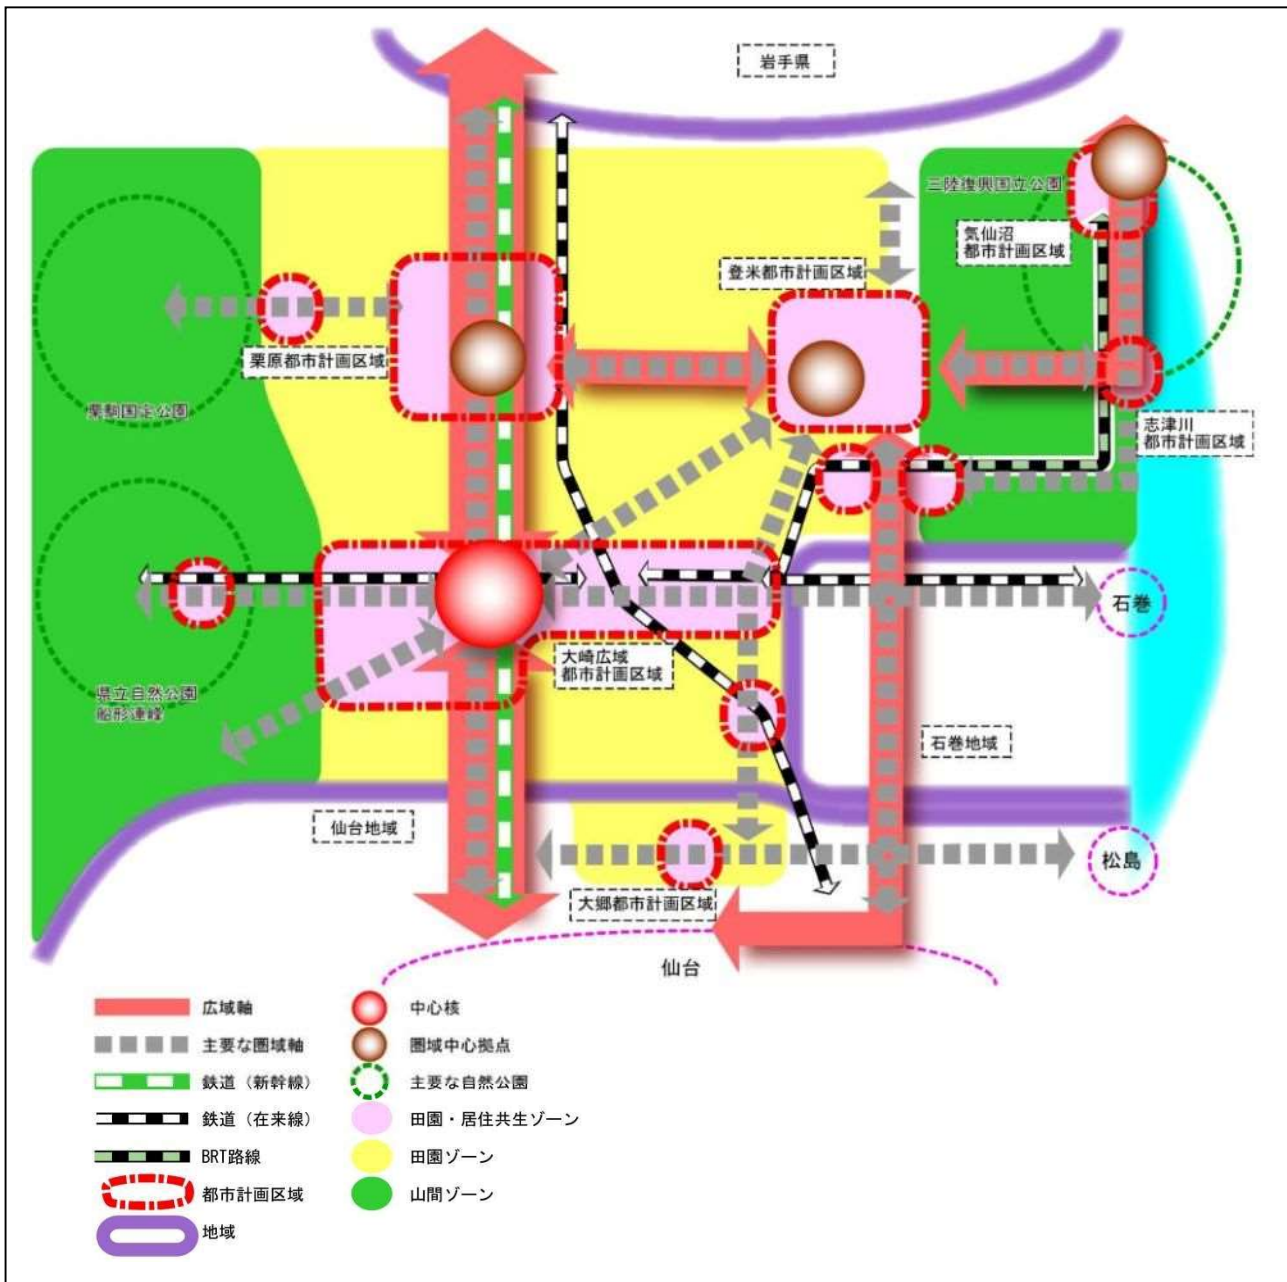 岩手県
三陸復興国立公園
気仙沼
都市計画区域
登米都市計画区域
栗原都市計画区域
栗駒国定公園
志津川
都市計画区域
石巻
大崎広域
都市計画区域
県立自然公園
船形連峰
石巻地域
仙台地域
松島
大郷都市計画区域
仙台
広域軸
中心核
主要な圏域軸
圏域中心拠点
鉄道（新幹線）
主要な自然公園
鉄道（在来線）
田園・居住共生ゾーン
BRT路線
田園ゾーン
都市計画区域
山間ゾーン
地域